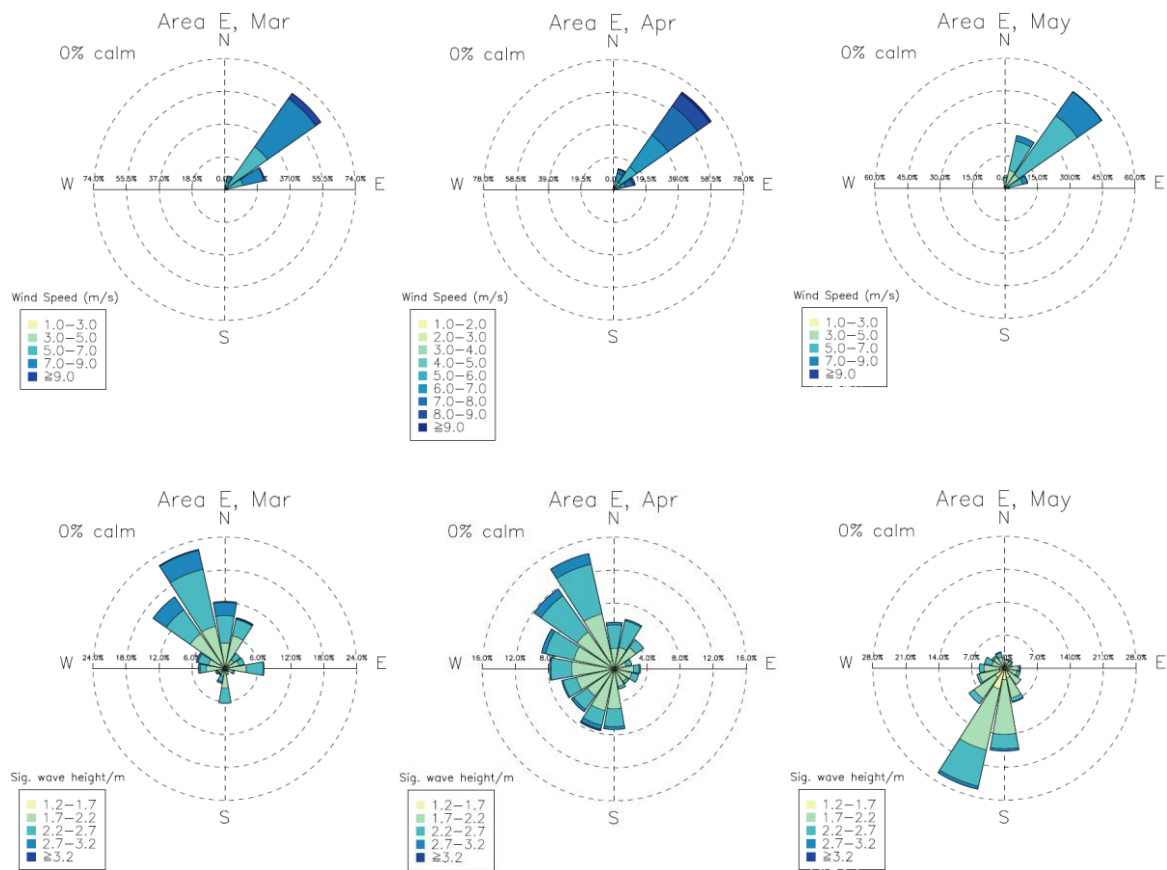 Area E, Mar
N
0% calm
W
74.0% 55.5% 37.0% 18.5% 0.0 37.0% 55.5% 74.0%
E
S
Wind Speed (m/s)
1.0–3.0
3.0–5.0
5.0–7.0
7.0–9.0
≧9.0
Area E, Apr
N
0% calm
W
78.0% 58.5% 39.0% 19.5% 0.0 19.5% 39.0% 58.5% 78.0%
E
S
Wind Speed (m/s)
1.0–2.0
2.0–3.0
3.0–4.0
4.0–5.0
5.0–6.0
6.0–7.0
7.0–8.0
8.0–9.0
≧9.0
Area E, May
N
0% calm
W
60.0% 45.0% 30.0% 15.0% 15.0% 30.0% 45.0% 60.0%
E
S
Wind Speed (m/s)
1.0–3.0
3.0–5.0
5.0–7.0
7.0–9.0
≧9.0
Area E, Mar
N
0% calm
W
24.0% 18.0% 12.0% 6.0% 6.0% 12.0% 18.0% 24.0%
E
S
Sig. wave height/m
1.2–1.7
1.7–2.2
2.2–2.7
2.7–3.2
≧3.2
Area E, Apr
N
0% calm
W
16.0% 12.0% 4.0% 8.0% 12.0% 16.0%
E
S
Sig. wave height/m
1.2–1.7
1.7–2.2
2.2–2.7
2.7–3.2
≧3.2
Area E, May
N
0% calm
W
28.0% 21.0% 14.0% 7.0% 7.0% 14.0% 21.0% 28.0%
E
S
Sig. wave height/m
1.2–1.7
1.7–2.2
2.2–2.7
2.7–3.2
≧3.2